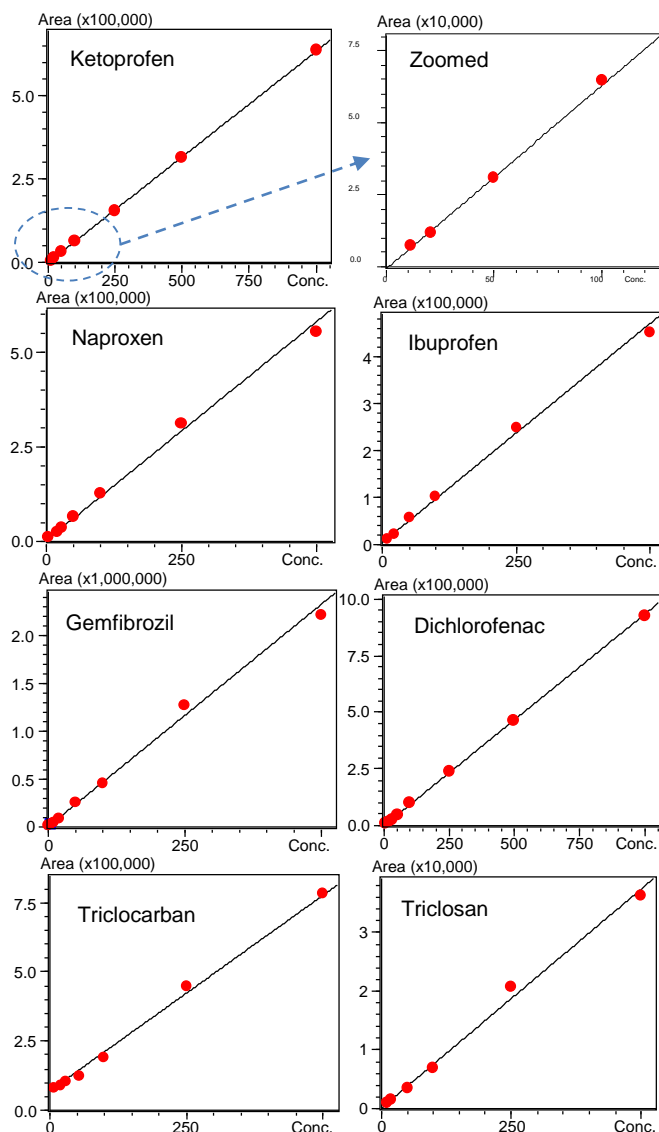 Area (x100,000)
Ketoprofen
5.0
2.5
0.0
0 250 500 750 Conc.
Area (x10,000)
Zoomed
7.5
5.0
2.5
0.0
0 50 100 Conc.
Area (x100,000)
Naproxen
5.0
2.5
0.0
0 250 Conc.
Area (x100,000)
Ibuprofen
4
3
2
1
0
0 250 Conc.
Area (x1,000,000)
Gemfibrozil
2.0
1.5
1.0
0.5
0
0 250 Conc.
Area (x100,000)
Dichlorofenac
10.0
7.5
5.0
2.5
0.0
0 250 500 750 Conc.
Area (x100,000)
Triclocarban
7.5
5.0
2.5
0.0
0 250 Conc.
Area (x10,000)
Triclosan
3
2
1
0
0 250 Conc.